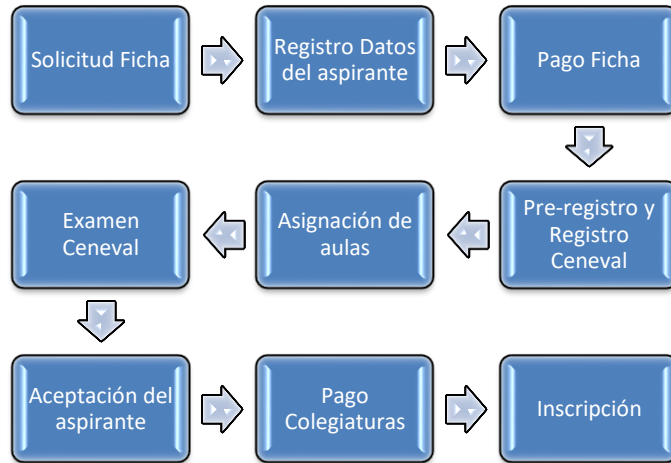 Solicitud Ficha
Registro Datos
del aspirante
Pago Ficha
Pre-registro y
Registro
Ceneval
Asignación de
aulas
Examen
Ceneval
Aceptación del
aspirante
Pago
Colegiaturas
Inscripción